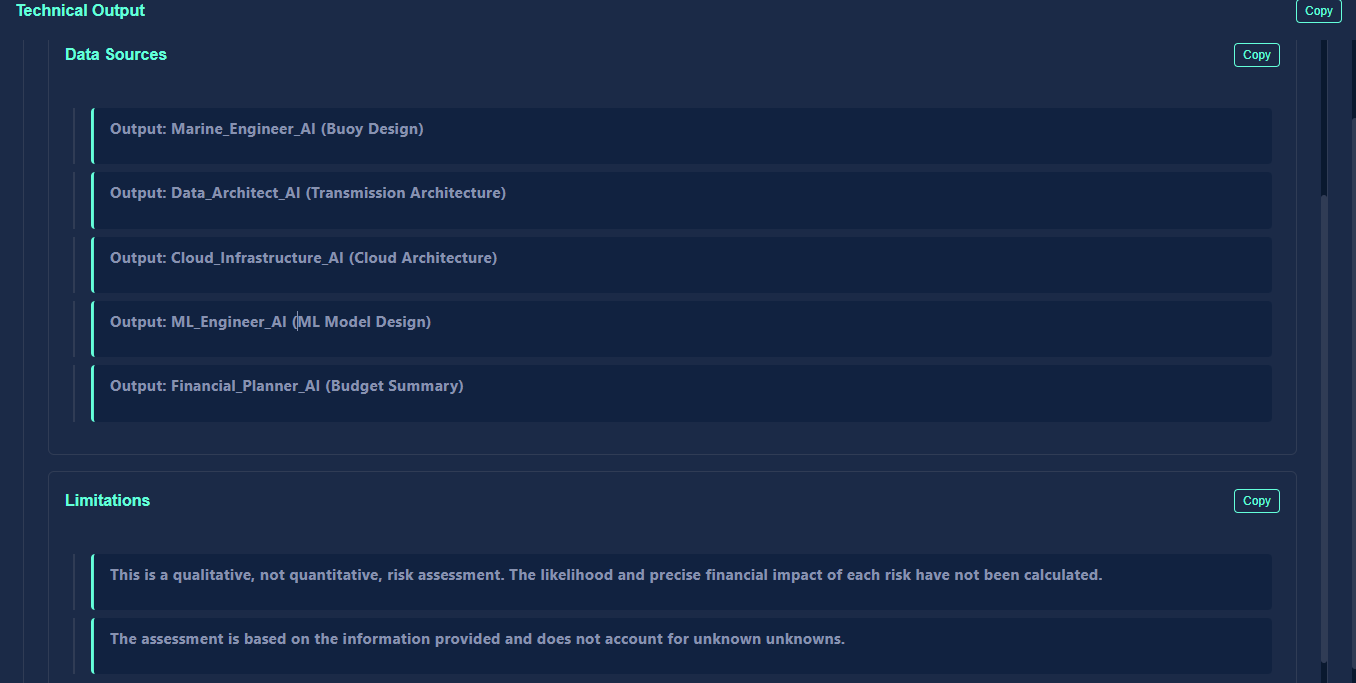 Technical Output
Copy
Data Sources
Copy
Output: Marine_Engineer_AI (Buoy Design)
Output: Data_Architect_AI (Transmission Architecture)
Output: Cloud_Infrastructure_AI (Cloud Architecture)
Output: ML_Engineer_AI (ML Model Design)
Output: Financial_Planner_AI (Budget Summary)
Limitations
Copy
This is a qualitative, not quantitative, risk assessment. The likelihood and precise financial impact of each risk have not been calculated.
The assessment is based on the information provided and does not account for unknown unknowns.